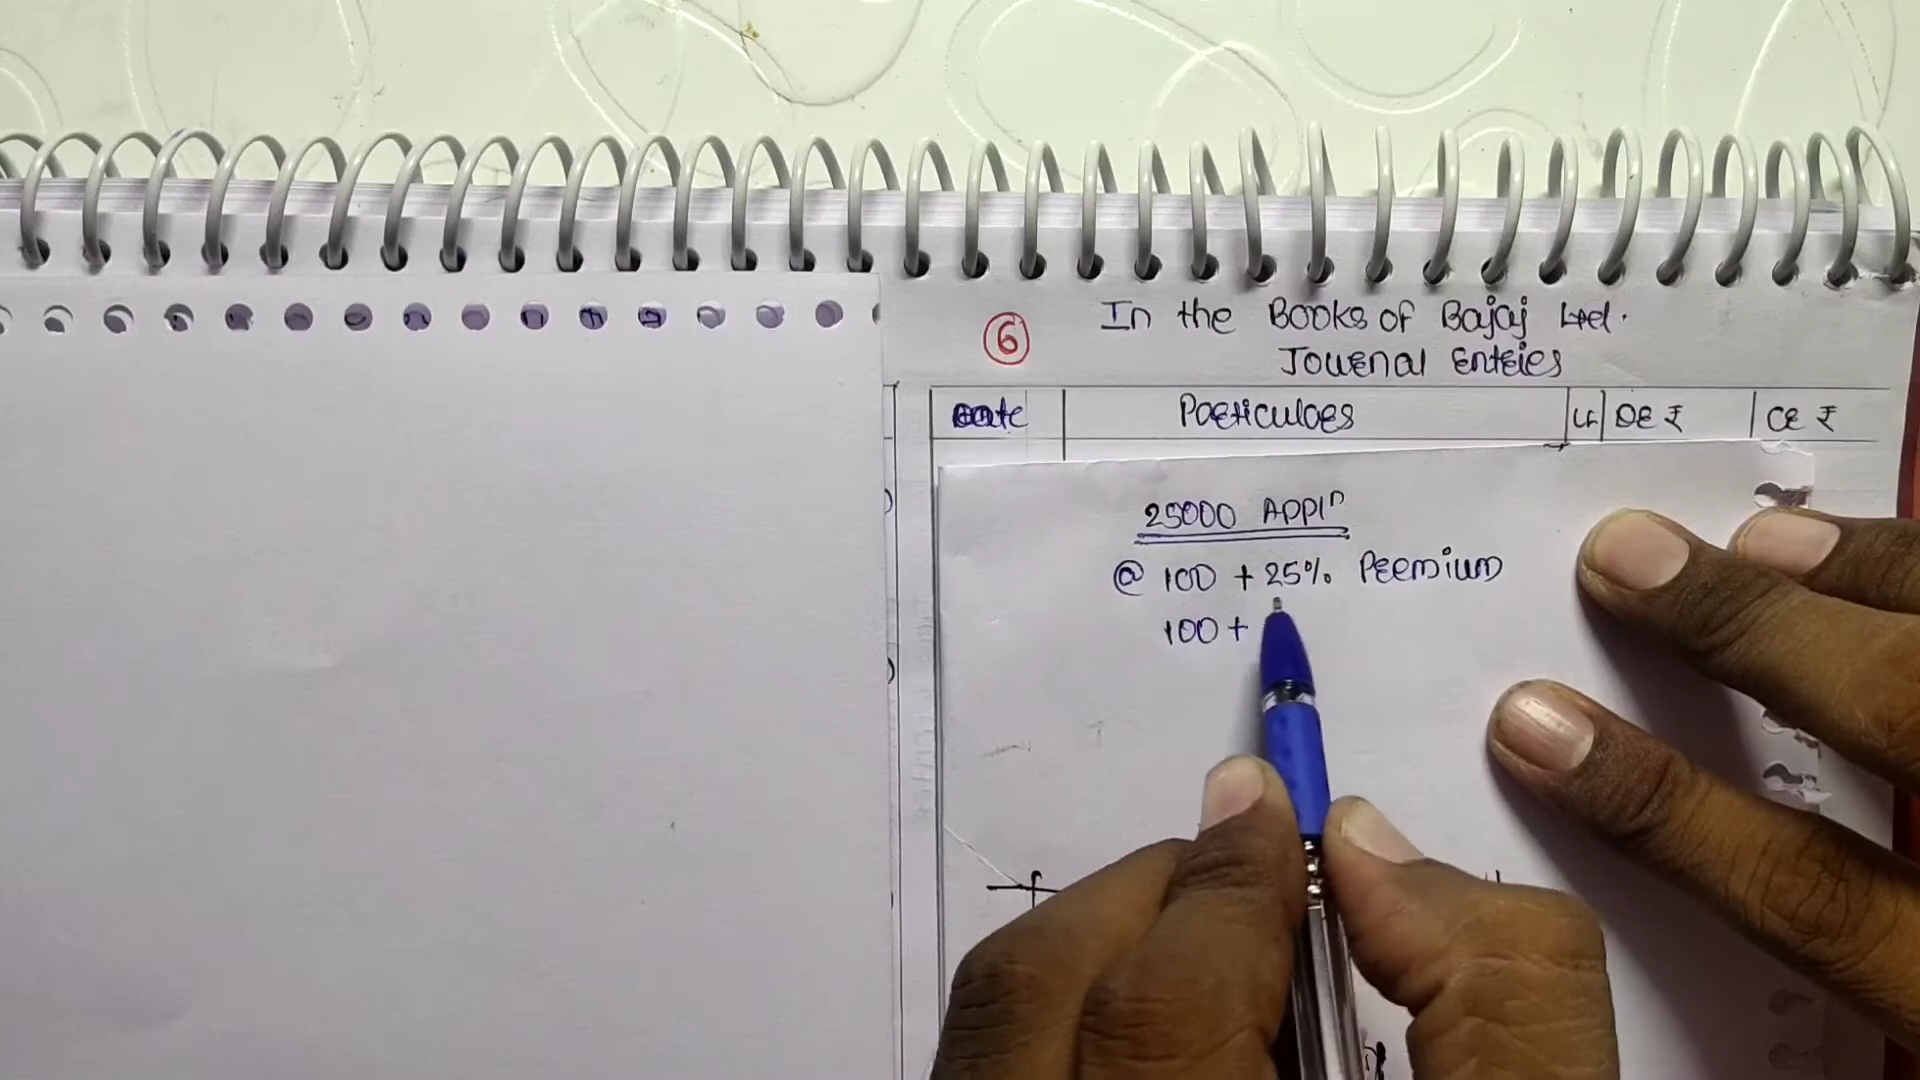 6
In the Books of Bajaj Ltd.
Journal Entries
Date Particulars LF Dr ₹ Cr ₹
25000 APPlⁿ
@ 100 + 25% Premium
100 +